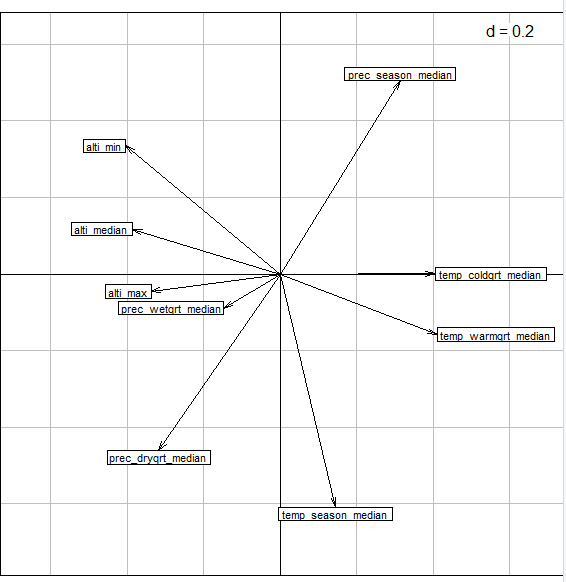 d = 0.2
prec_season_median
alti_min
alti_median
temp_coldqrt_median
alti_max
prec_wetqrt_median
temp_warmqrt_median
prec_dryqrt_median
temp_season_median